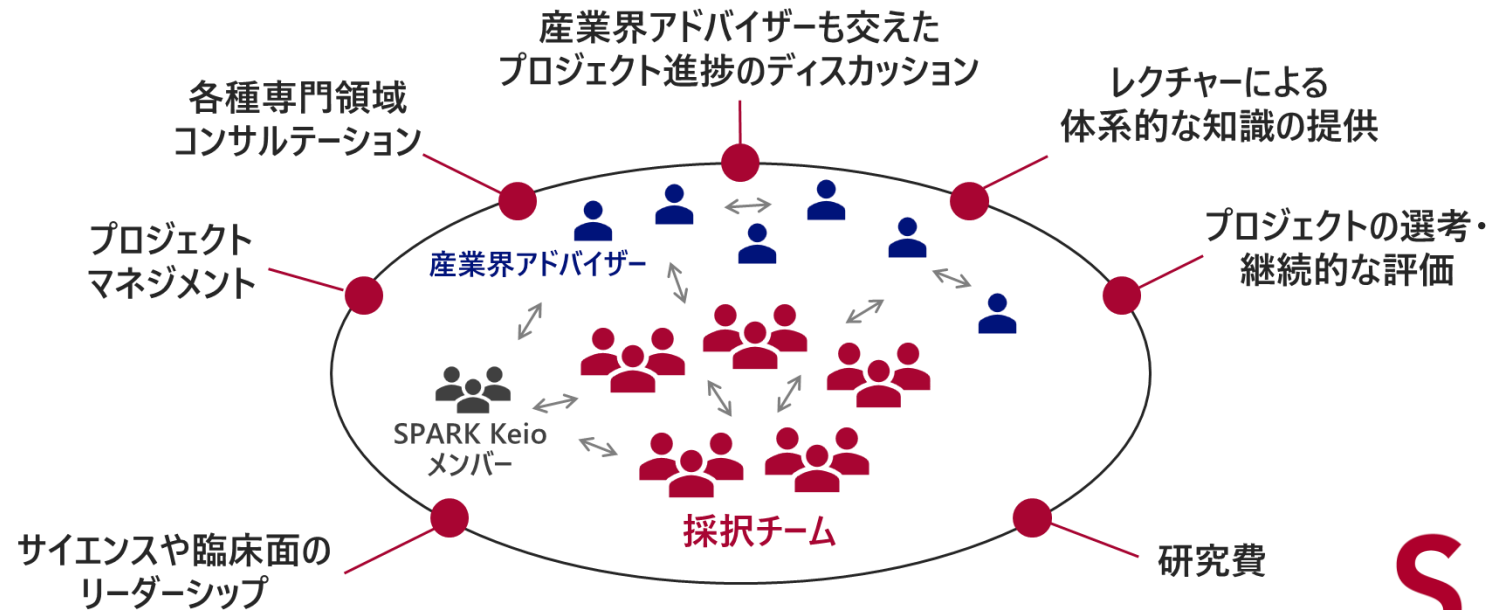 産業界アドバイザーも交えた
プロジェクト進捗のディスカッション
各種専門領域
コンサルテーション
レクチャーによる
体系的な知識の提供
プロジェクト
マネジメント
プロジェクトの選考・
継続的な評価
産業界アドバイザー
SPARK Keio
メンバー
採択チーム
サイエンスや臨床面の
リーダーシップ
研究費
S